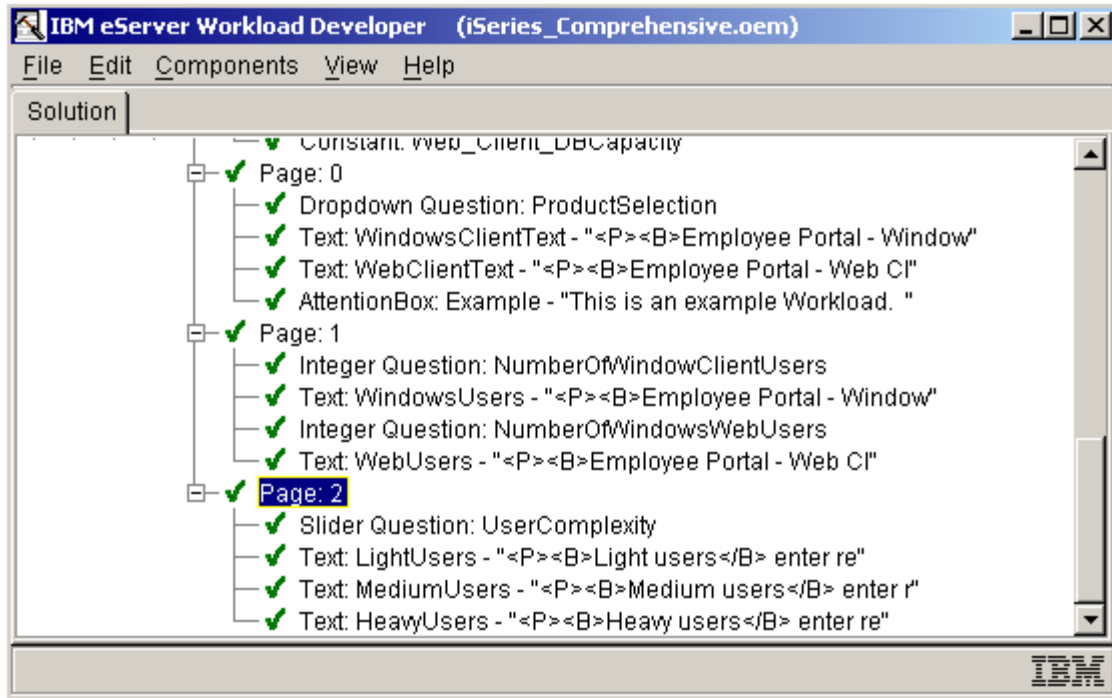 IBM eServer Workload Developer (iSeries_Comprehensive.oem)
File Edit Components View Help
Solution
Constant: Web_Client_DBCapacity
Page: 0
Dropdown Question: ProductSelection
Text: WindowsClientText - "<P><B>Employee Portal - Window"
Text: WebClientText - "<P><B>Employee Portal - Web Cl"
AttentionBox: Example - "This is an example Workload. "
Page: 1
Integer Question: NumberOfWindowClientUsers
Text: WindowsUsers - "<P><B>Employee Portal - Window"
Integer Question: NumberOfWindowsWebUsers
Text: WebUsers - "<P><B>Employee Portal - Web Cl"
Page: 2
Slider Question: UserComplexity
Text: LightUsers - "<P><B>Light users</B> enter re"
Text: MediumUsers - "<P><B>Medium users</B> enter r"
Text: HeavyUsers - "<P><B>Heavy users</B> enter re"
IBM